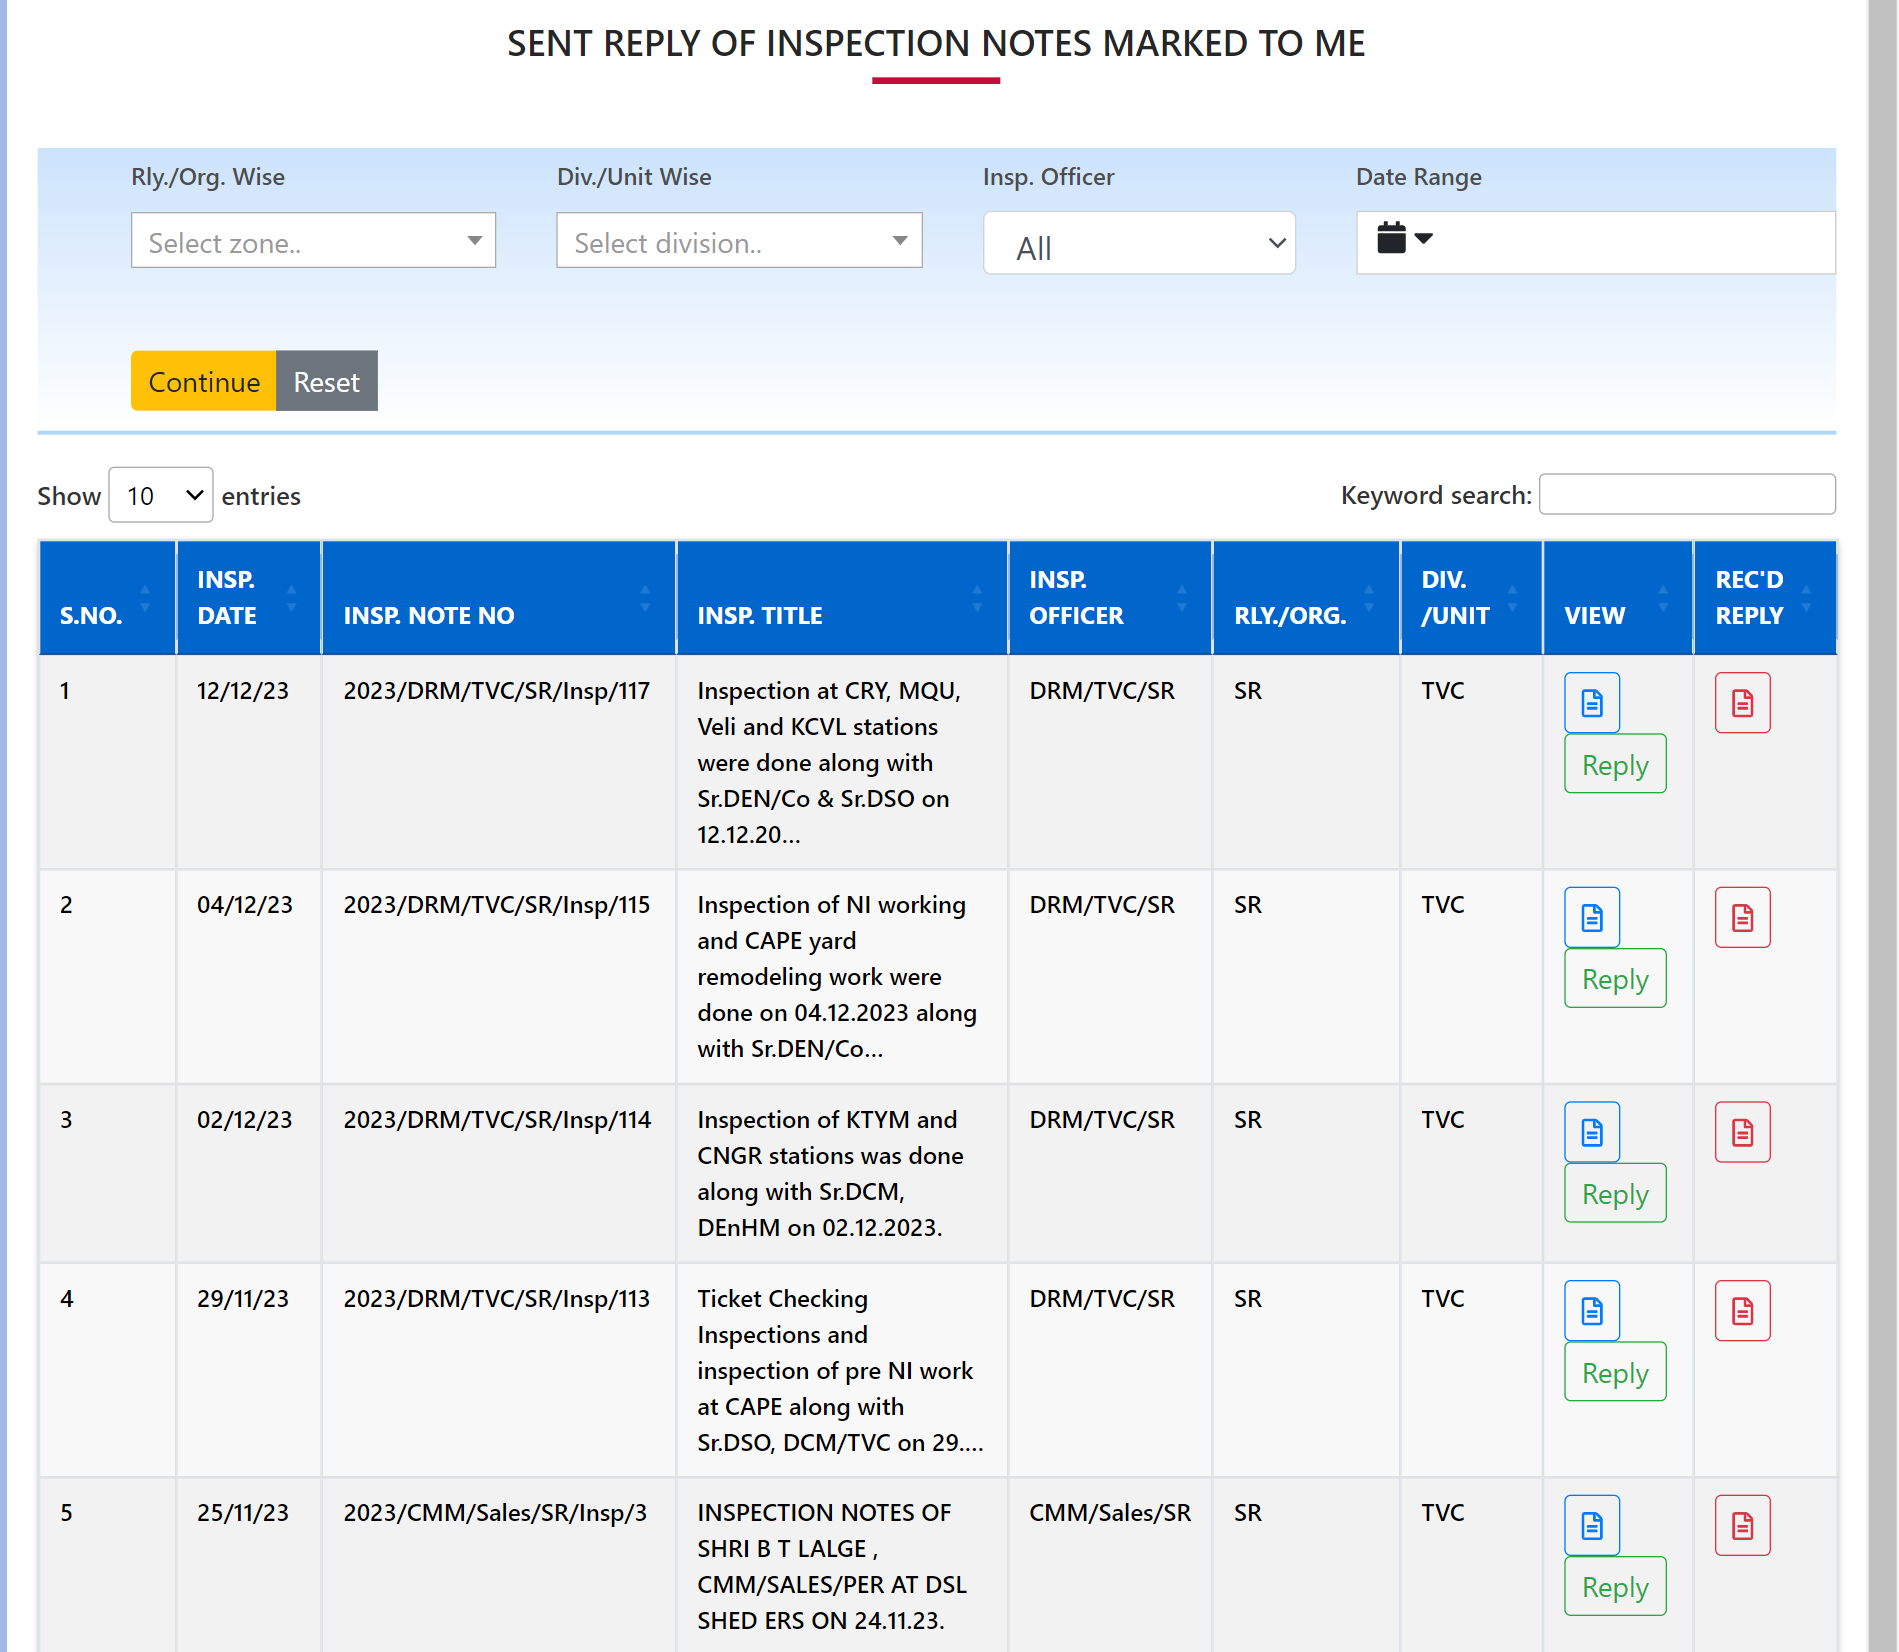 SENT REPLY OF INSPECTION NOTES MARKED TO ME
Rly./Org. Wise
Div./Unit Wise
Insp. Officer
Date Range
Select zone..
Select division..
All
Continue
Reset
Show 10 entries
Keyword search:
S.NO.
INSP.
DATE
INSP. NOTE NO
INSP. TITLE
INSP.
OFFICER
RLY./ORG.
DIV.
/UNIT
VIEW
REC'D
REPLY
1
12/12/23
2023/DRM/TVC/SR/Insp/117
Inspection at CRY, MQU,
Veli and KCVL stations
were done along with
Sr.DEN/Co & Sr.DSO on
12.12.20...
DRM/TVC/SR
SR
TVC
Reply
2
04/12/23
2023/DRM/TVC/SR/Insp/115
Inspection of NI working
and CAPE yard
remodeling work were
done on 04.12.2023 along
with Sr.DEN/Co...
DRM/TVC/SR
SR
TVC
Reply
3
02/12/23
2023/DRM/TVC/SR/Insp/114
Inspection of KTYM and
CNGR stations was done
along with Sr.DCM,
DEnHM on 02.12.2023.
DRM/TVC/SR
SR
TVC
Reply
4
29/11/23
2023/DRM/TVC/SR/Insp/113
Ticket Checking
Inspections and
inspection of pre NI work
at CAPE along with
Sr.DSO, DCM/TVC on 29....
DRM/TVC/SR
SR
TVC
Reply
5
25/11/23
2023/CMM/Sales/SR/Insp/3
INSPECTION NOTES OF
SHRI B T LALGE ,
CMM/SALES/PER AT DSL
SHED ERS ON 24.11.23.
CMM/Sales/SR
SR
TVC
Reply